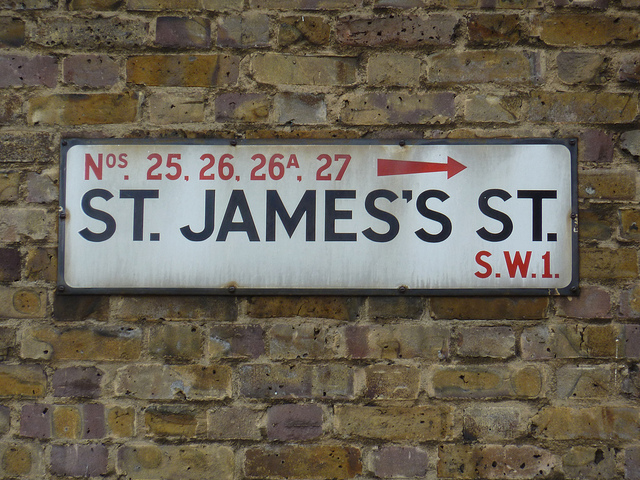 NOS. 25, 26, 26A, 27
ST. JAMES'S ST.
S.W.1.